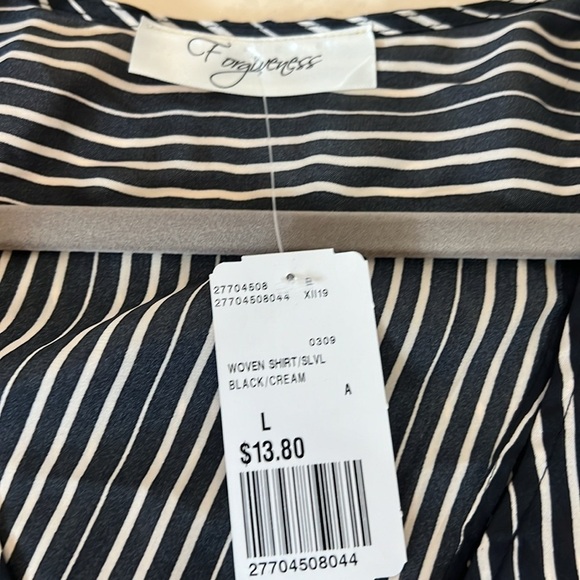 Forgiveness
27704508 E
27704508044 XII19
0309
WOVEN SHIRT/SLVL
BLACK/CREAM A
L
$13.80
27704508044